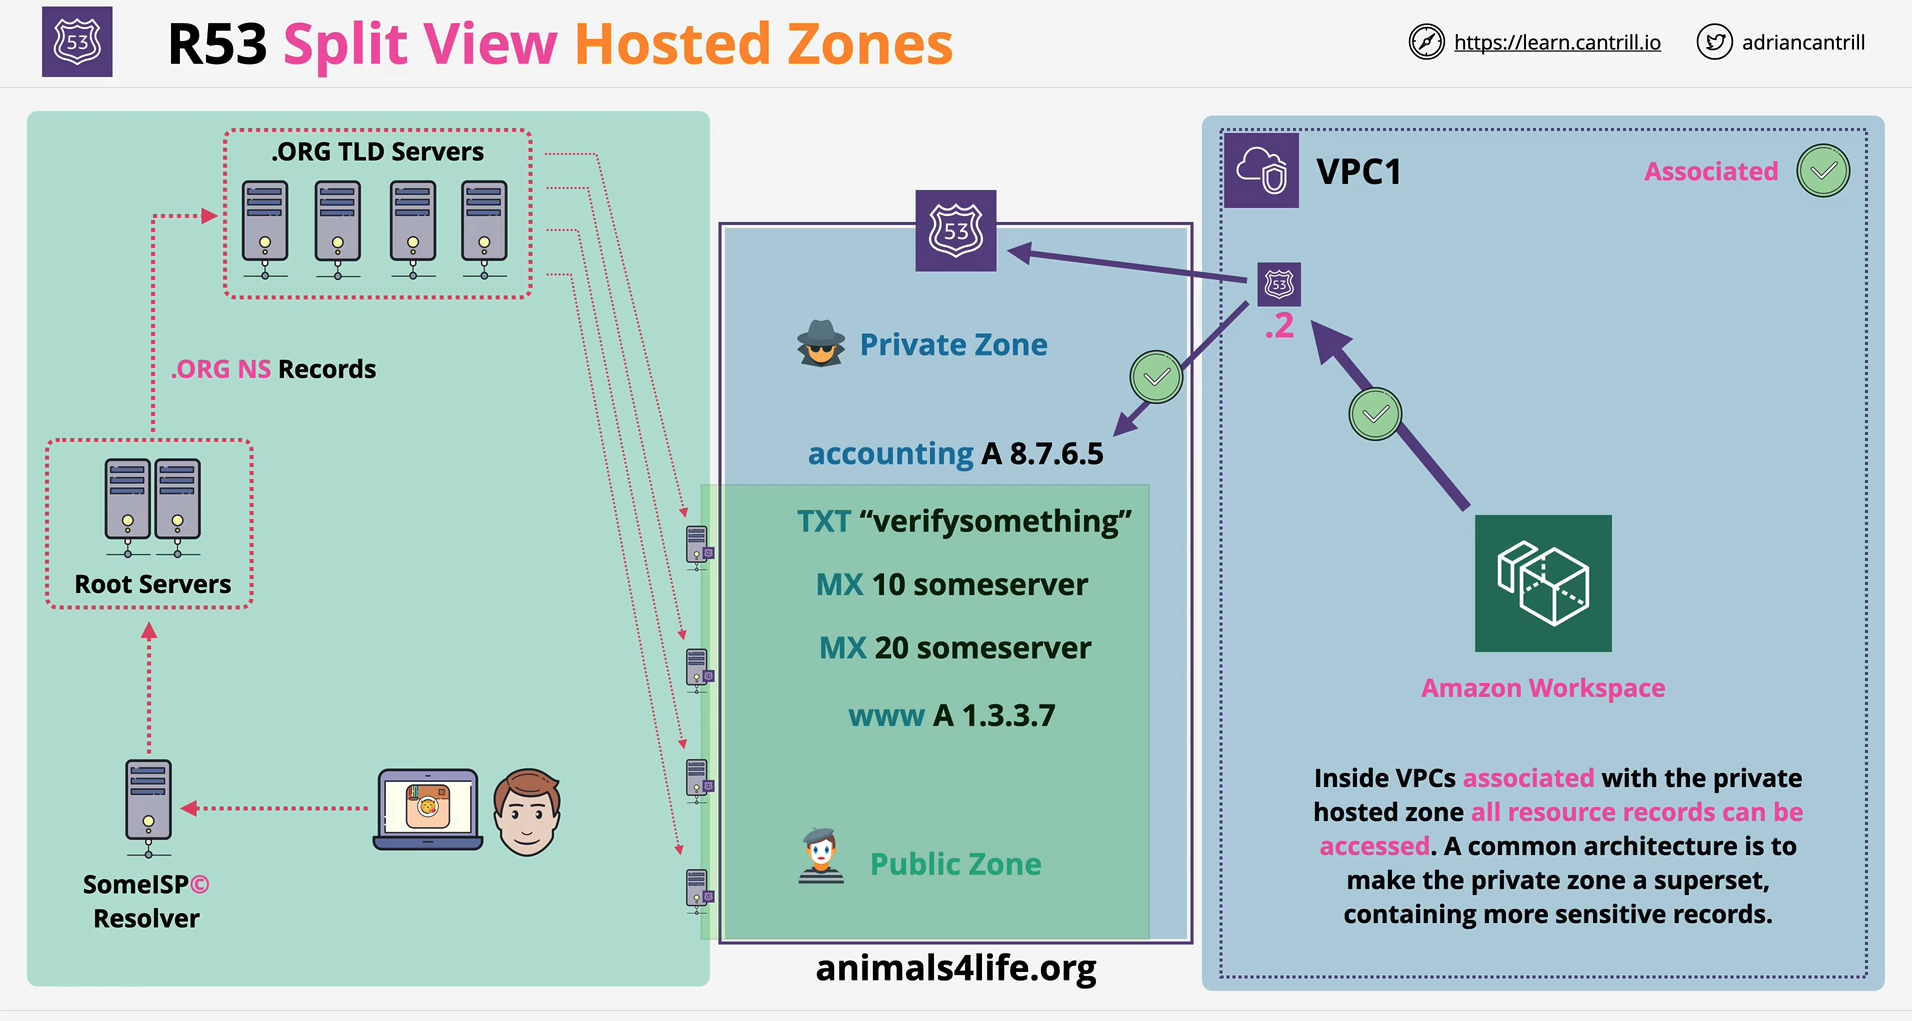 53
R53 Split View Hosted Zones
https://learn.cantrill.io
adriancantrill
.ORG TLD Servers
.ORG NS Records
Root Servers
SomeISP©
Resolver
53
Private Zone
accounting A 8.7.6.5
TXT “verifysomething”
MX 10 someserver
MX 20 someserver
www A 1.3.3.7
Public Zone
animals4life.org
VPC1
Associated
53
.2
Amazon Workspace
Inside VPCs associated with the private
hosted zone all resource records can be
accessed. A common architecture is to
make the private zone a superset,
containing more sensitive records.